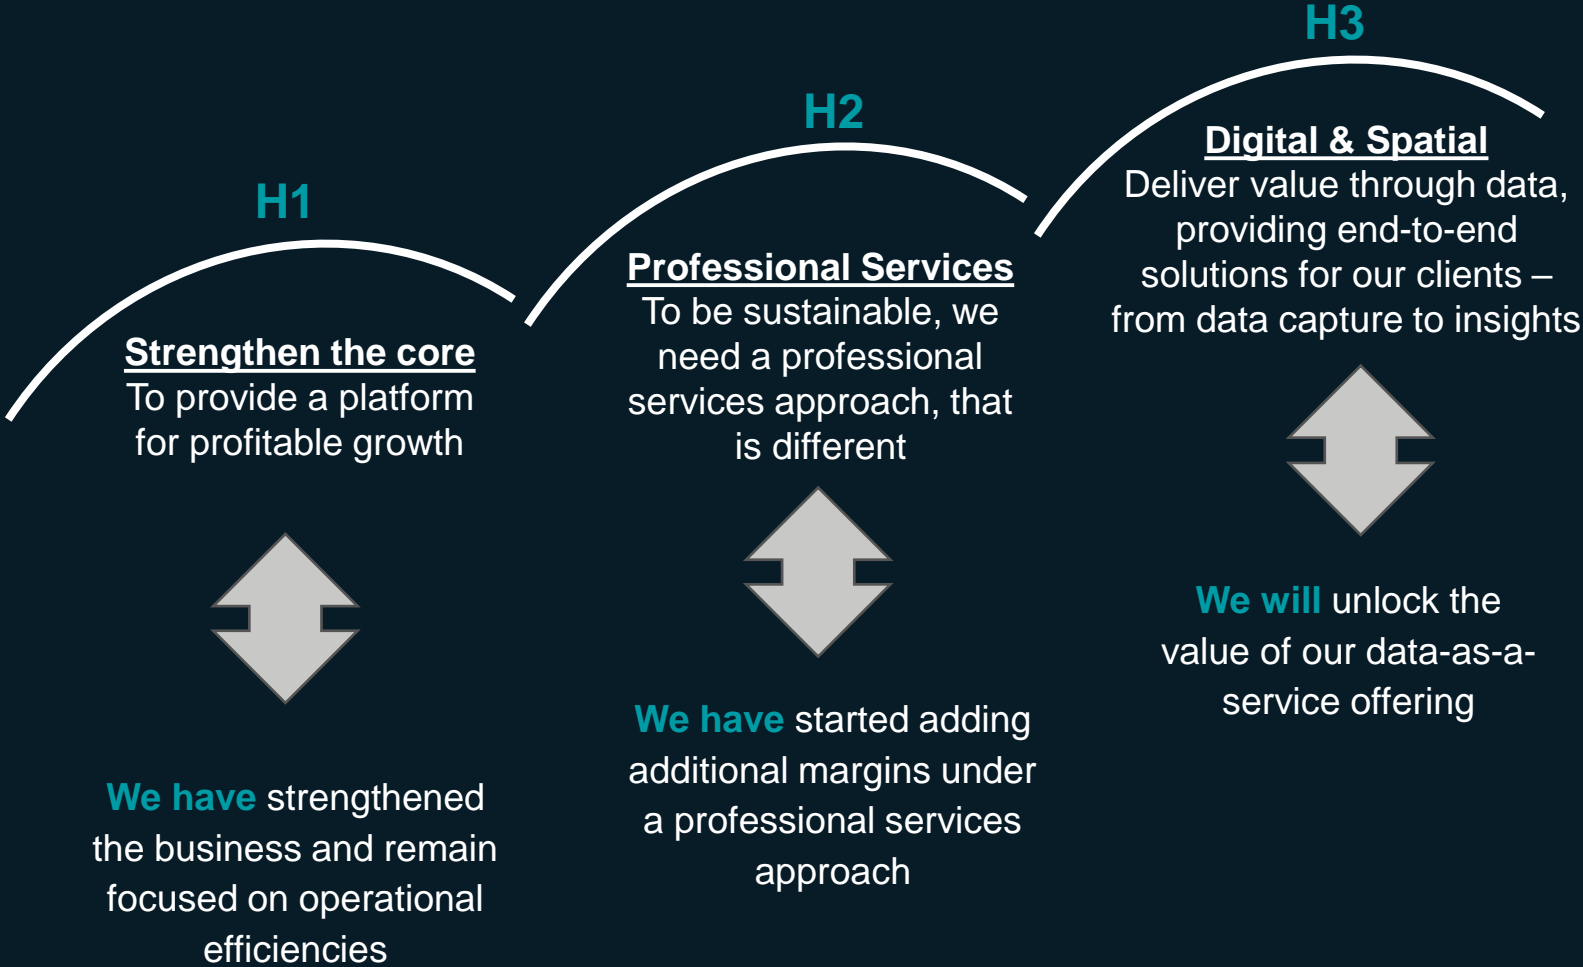 H1
Strengthen the core
To provide a platform
for profitable growth
We have strengthened
the business and remain
focused on operational
efficiencies
H2
Professional Services
To be sustainable, we
need a professional
services approach, that
is different
We have started adding
additional margins under
a professional services
approach
H3
Digital & Spatial
Deliver value through data,
providing end-to-end
solutions for our clients –
from data capture to insights
We will unlock the
value of our data-as-a-
service offering